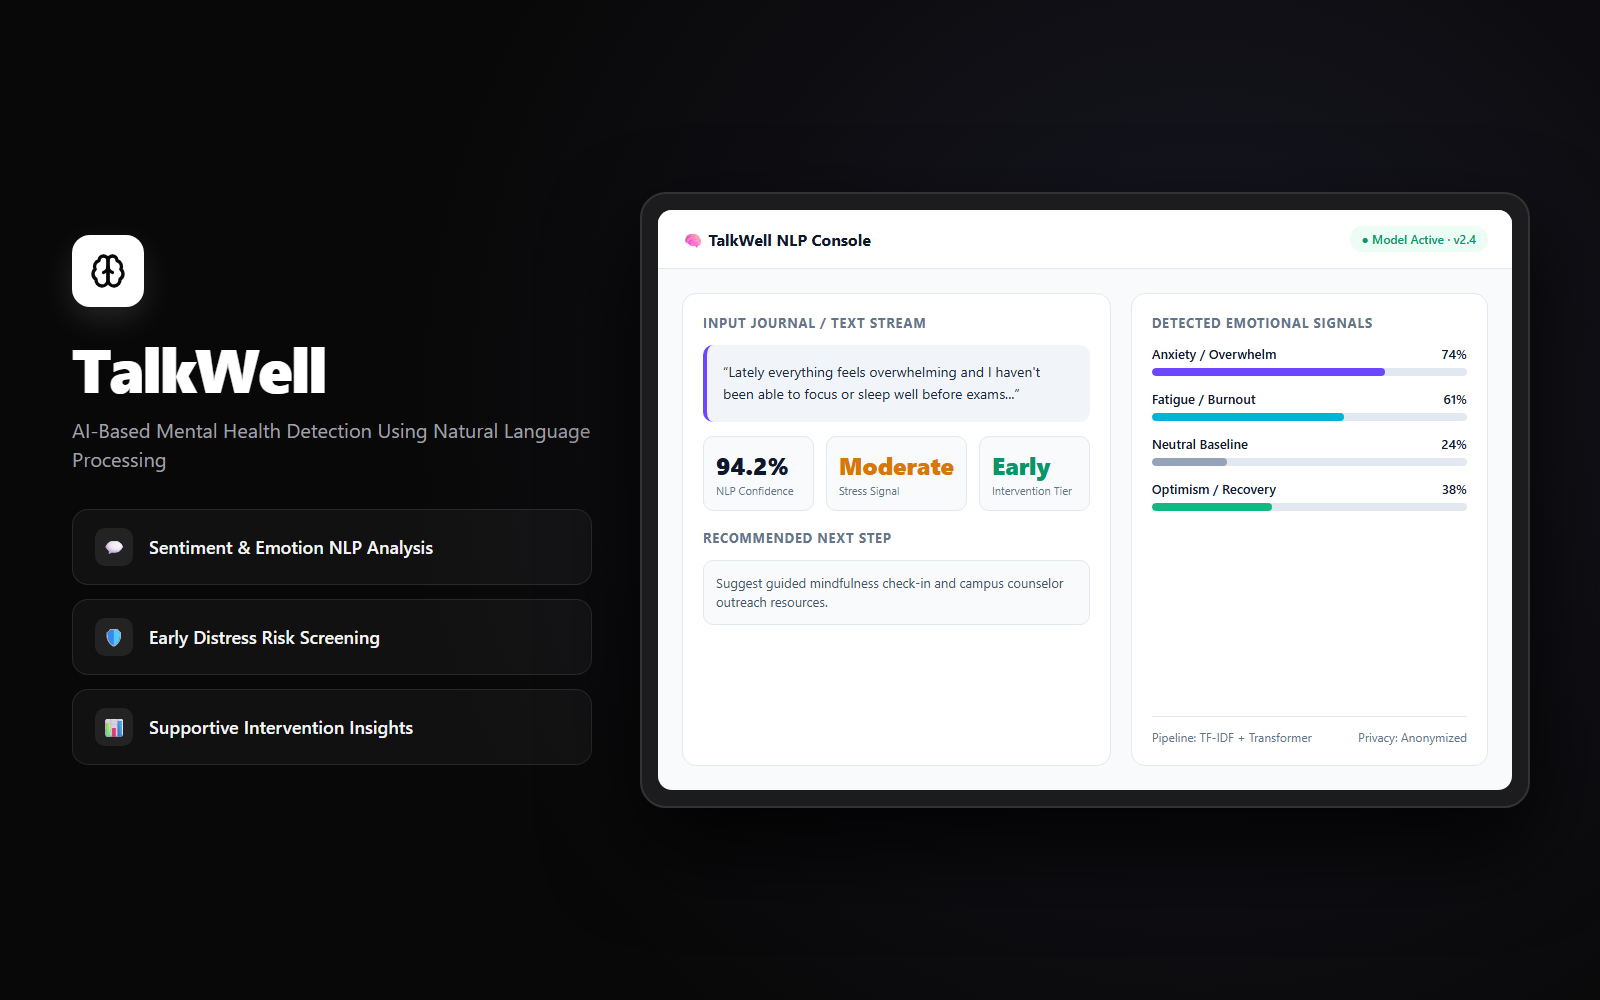 TalkWell
AI-Based Mental Health Detection Using Natural Language
Processing
Sentiment & Emotion NLP Analysis
Early Distress Risk Screening
Supportive Intervention Insights
TalkWell NLP Console
● Model Active · v2.4
INPUT JOURNAL / TEXT STREAM
“Lately everything feels overwhelming and I haven't
been able to focus or sleep well before exams...”
94.2%
NLP Confidence
Moderate
Stress Signal
Early
Intervention Tier
RECOMMENDED NEXT STEP
Suggest guided mindfulness check-in and campus counselor
outreach resources.
DETECTED EMOTIONAL SIGNALS
Anxiety / Overwhelm 74%
Fatigue / Burnout 61%
Neutral Baseline 24%
Optimism / Recovery 38%
Pipeline: TF-IDF + Transformer Privacy: Anonymized